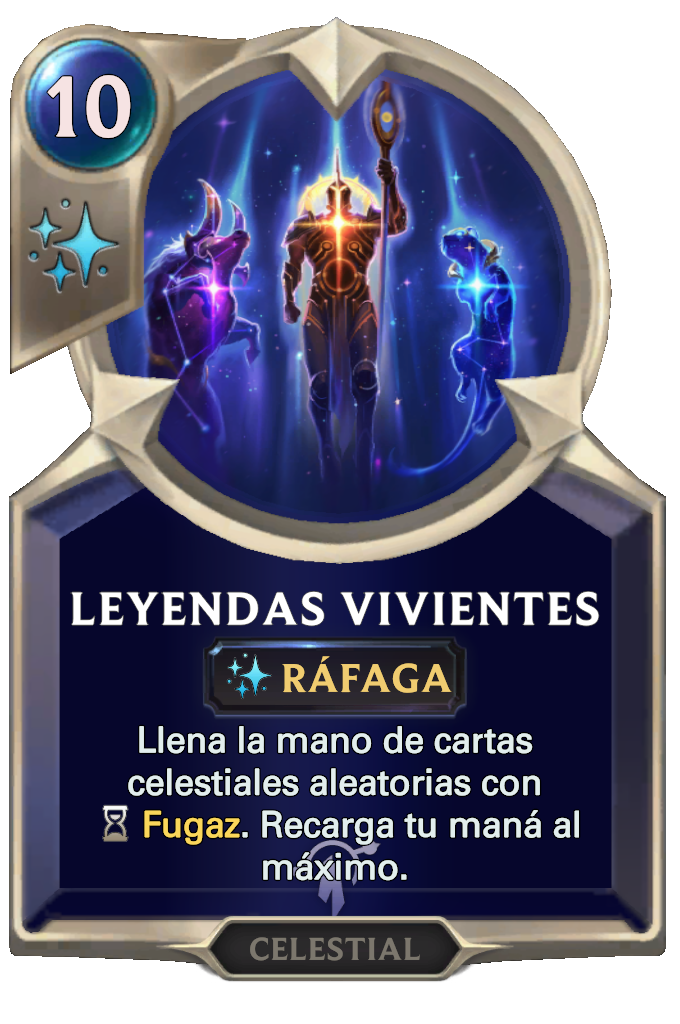 10
LEYENDAS VIVIENTES
RÁFAGA
Llena la mano de cartas
celestiales aleatorias con
Fugaz. Recarga tu maná al
máximo.
CELESTIAL